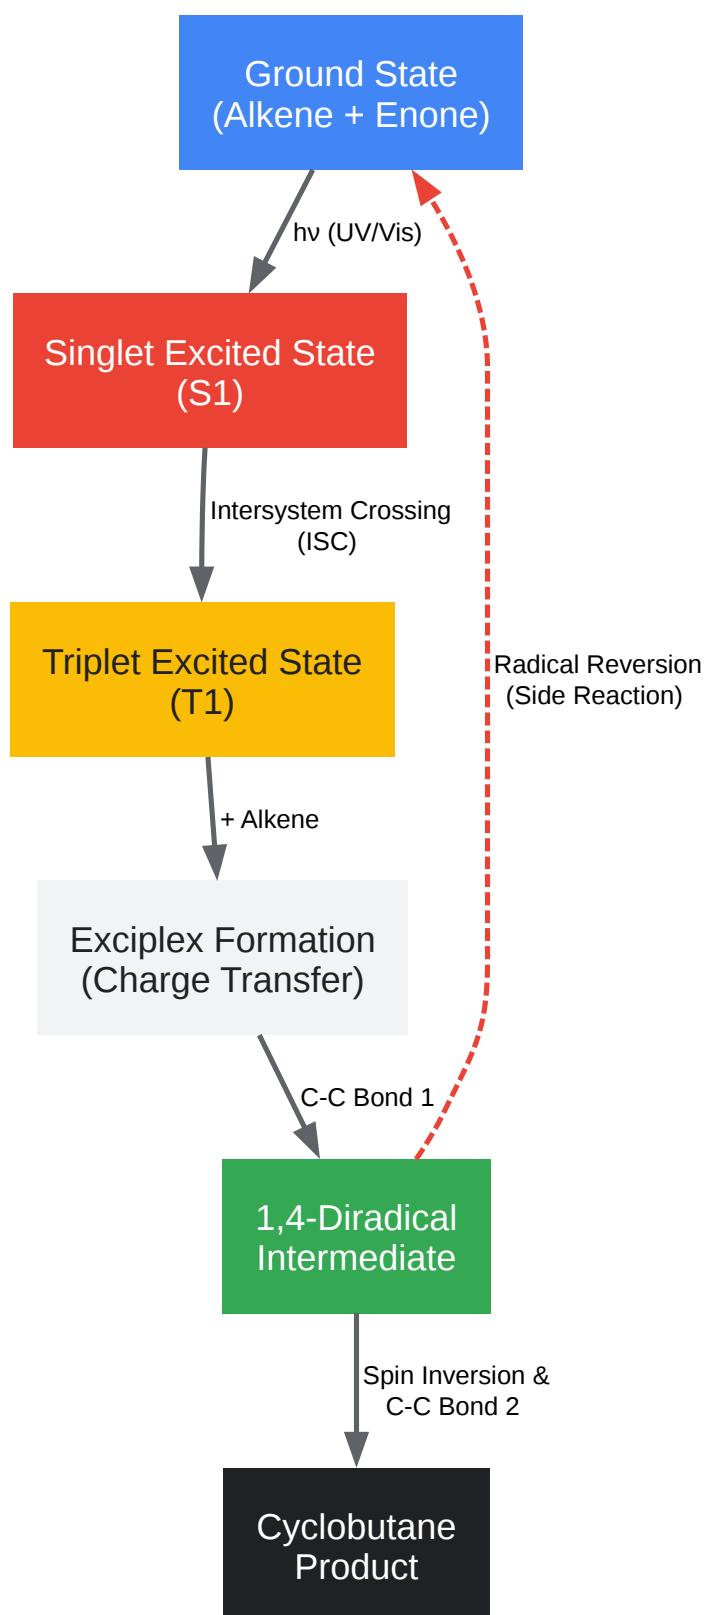 Ground State
(Alkene + Enone)
hν (UV/Vis)
Singlet Excited State
(S1)
Intersystem Crossing
(ISC)
Triplet Excited State
(T1)
Radical Reversion
(Side Reaction)
+ Alkene
Exciplex Formation
(Charge Transfer)
C-C Bond 1
1,4-Diradical
Intermediate
Spin Inversion &
C-C Bond 2
Cyclobutane
Product